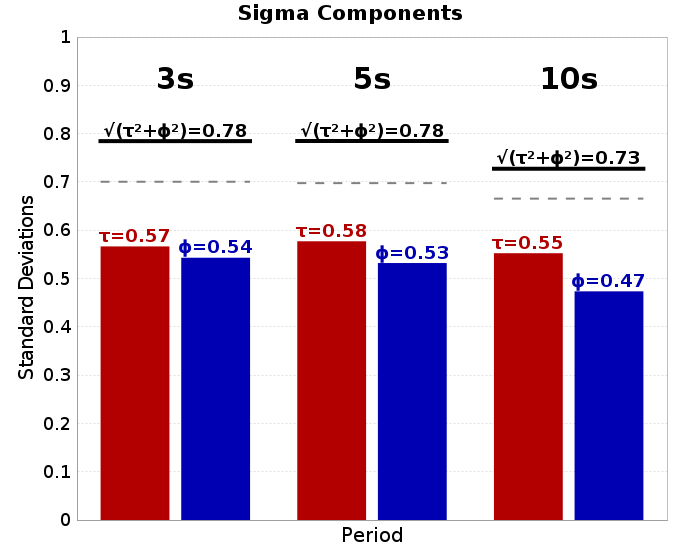 Sigma Components
1
0.9
0.8
0.7
0.6
0.5
0.4
0.3
0.2
0.1
0
Standard Deviations
3s
5s
10s
√(τ²+ϕ²)=0.78
√(τ²+ϕ²)=0.78
√(τ²+ϕ²)=0.73
τ=0.57
ϕ=0.54
τ=0.58
ϕ=0.53
τ=0.55
ϕ=0.47
Period